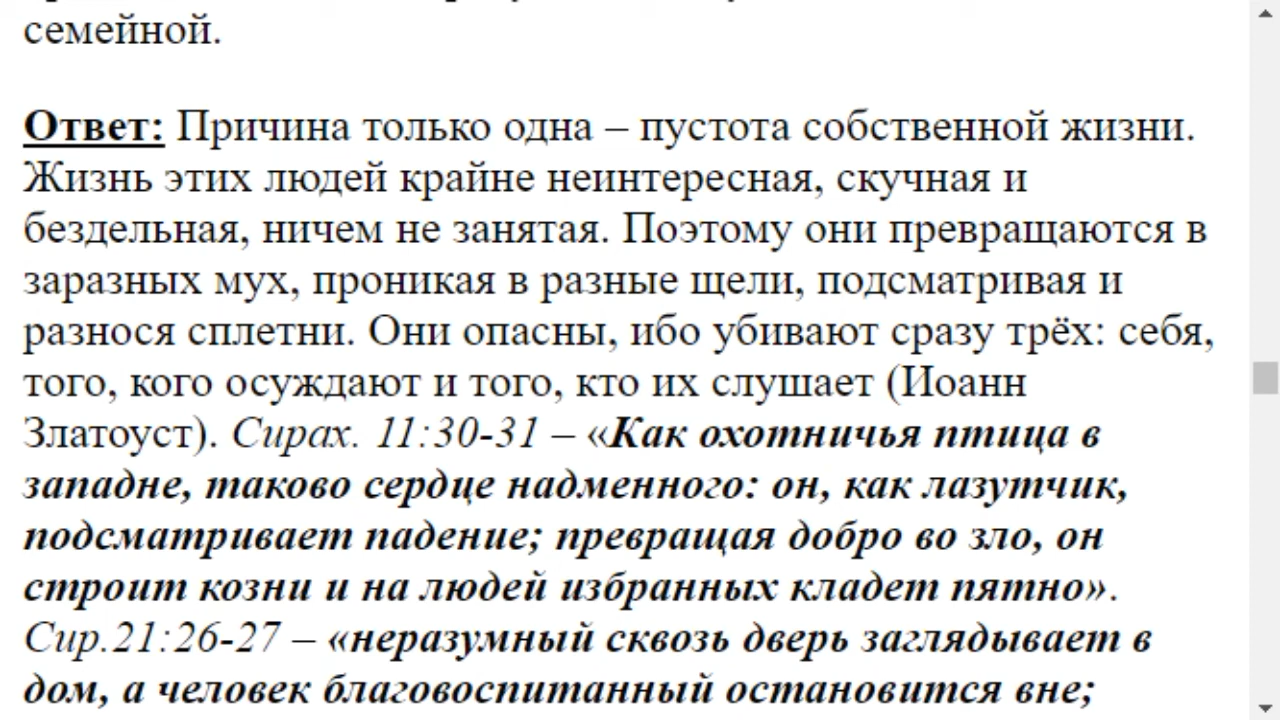 семейной.
Ответ: Причина только одна – пустота собственной жизни.
Жизнь этих людей крайне неинтересная, скучная и
бездельная, ничем не занятая. Поэтому они превращаются в
заразных мух, проникая в разные щели, подсматривая и
разнося сплетни. Они опасны, ибо убивают сразу трёх: себя,
того, кого осуждают и того, кто их слушает (Иоанн
Златоуст). Сирах. 11:30-31 – «Как охотничья птица в
западне, таково сердце надменного: он, как лазутчик,
подсматривает падение; превращая добро во зло, он
строит козни и на людей избранных кладет пятно».
Сир.21:26-27 – «неразумный сквозь дверь заглядывает в
дом, а человек благовоспитанный остановится вне;